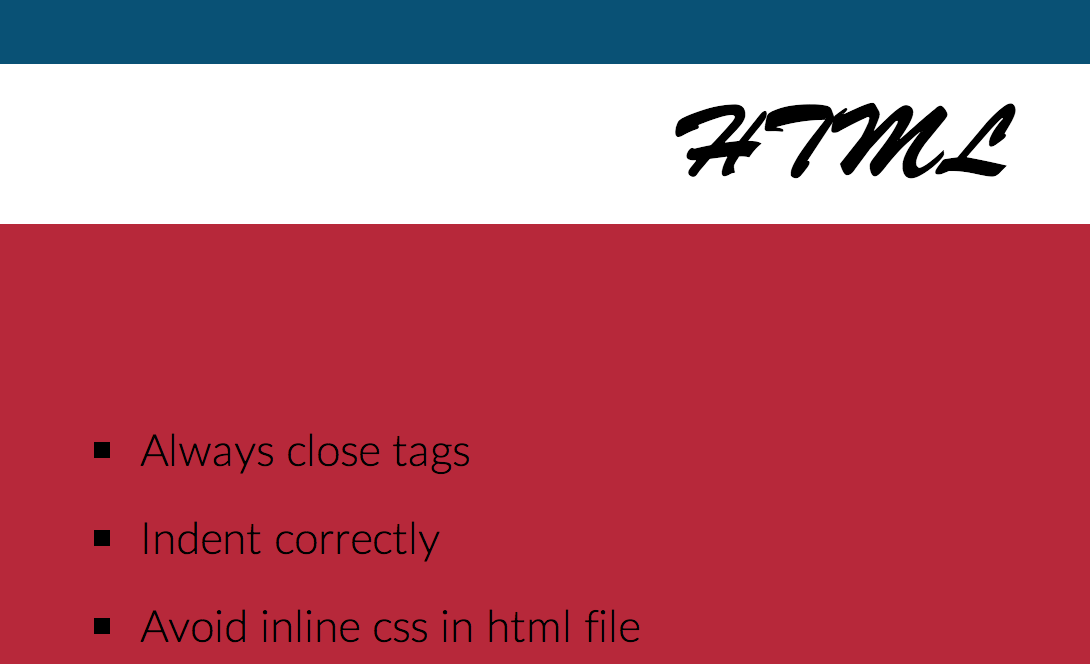 HTML
Always close tags
Indent correctly
Avoid inline css in html file